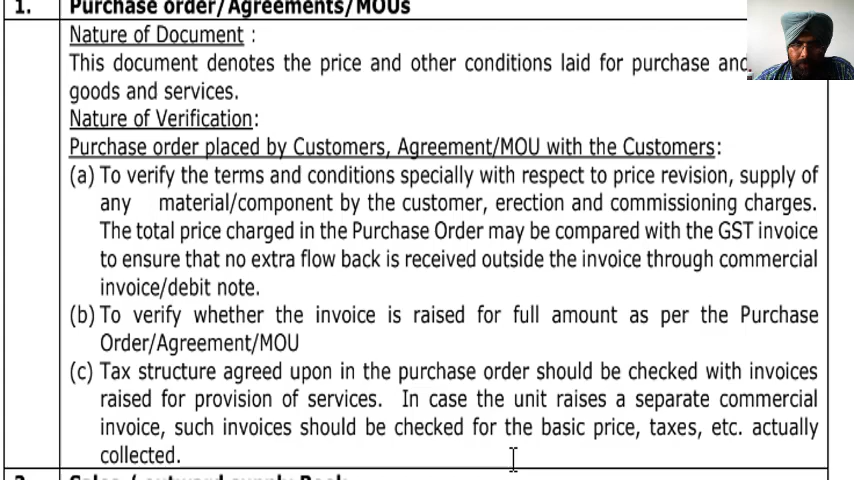 1. Purchase order/Agreements/MOUs
Nature of Document :
This document denotes the price and other conditions laid for purchase and
goods and services.
Nature of Verification:
Purchase order placed by Customers, Agreement/MOU with the Customers:
(a) To verify the terms and conditions specially with respect to price revision, supply of
any material/component by the customer, erection and commissioning charges.
The total price charged in the Purchase Order may be compared with the GST invoice
to ensure that no extra flow back is received outside the invoice through commercial
invoice/debit note.
(b) To verify whether the invoice is raised for full amount as per the Purchase
Order/Agreement/MOU
(c) Tax structure agreed upon in the purchase order should be checked with invoices
raised for provision of services. In case the unit raises a separate commercial
invoice, such invoices should be checked for the basic price, taxes, etc. actually
collected.
2. Sales / outward supply Book